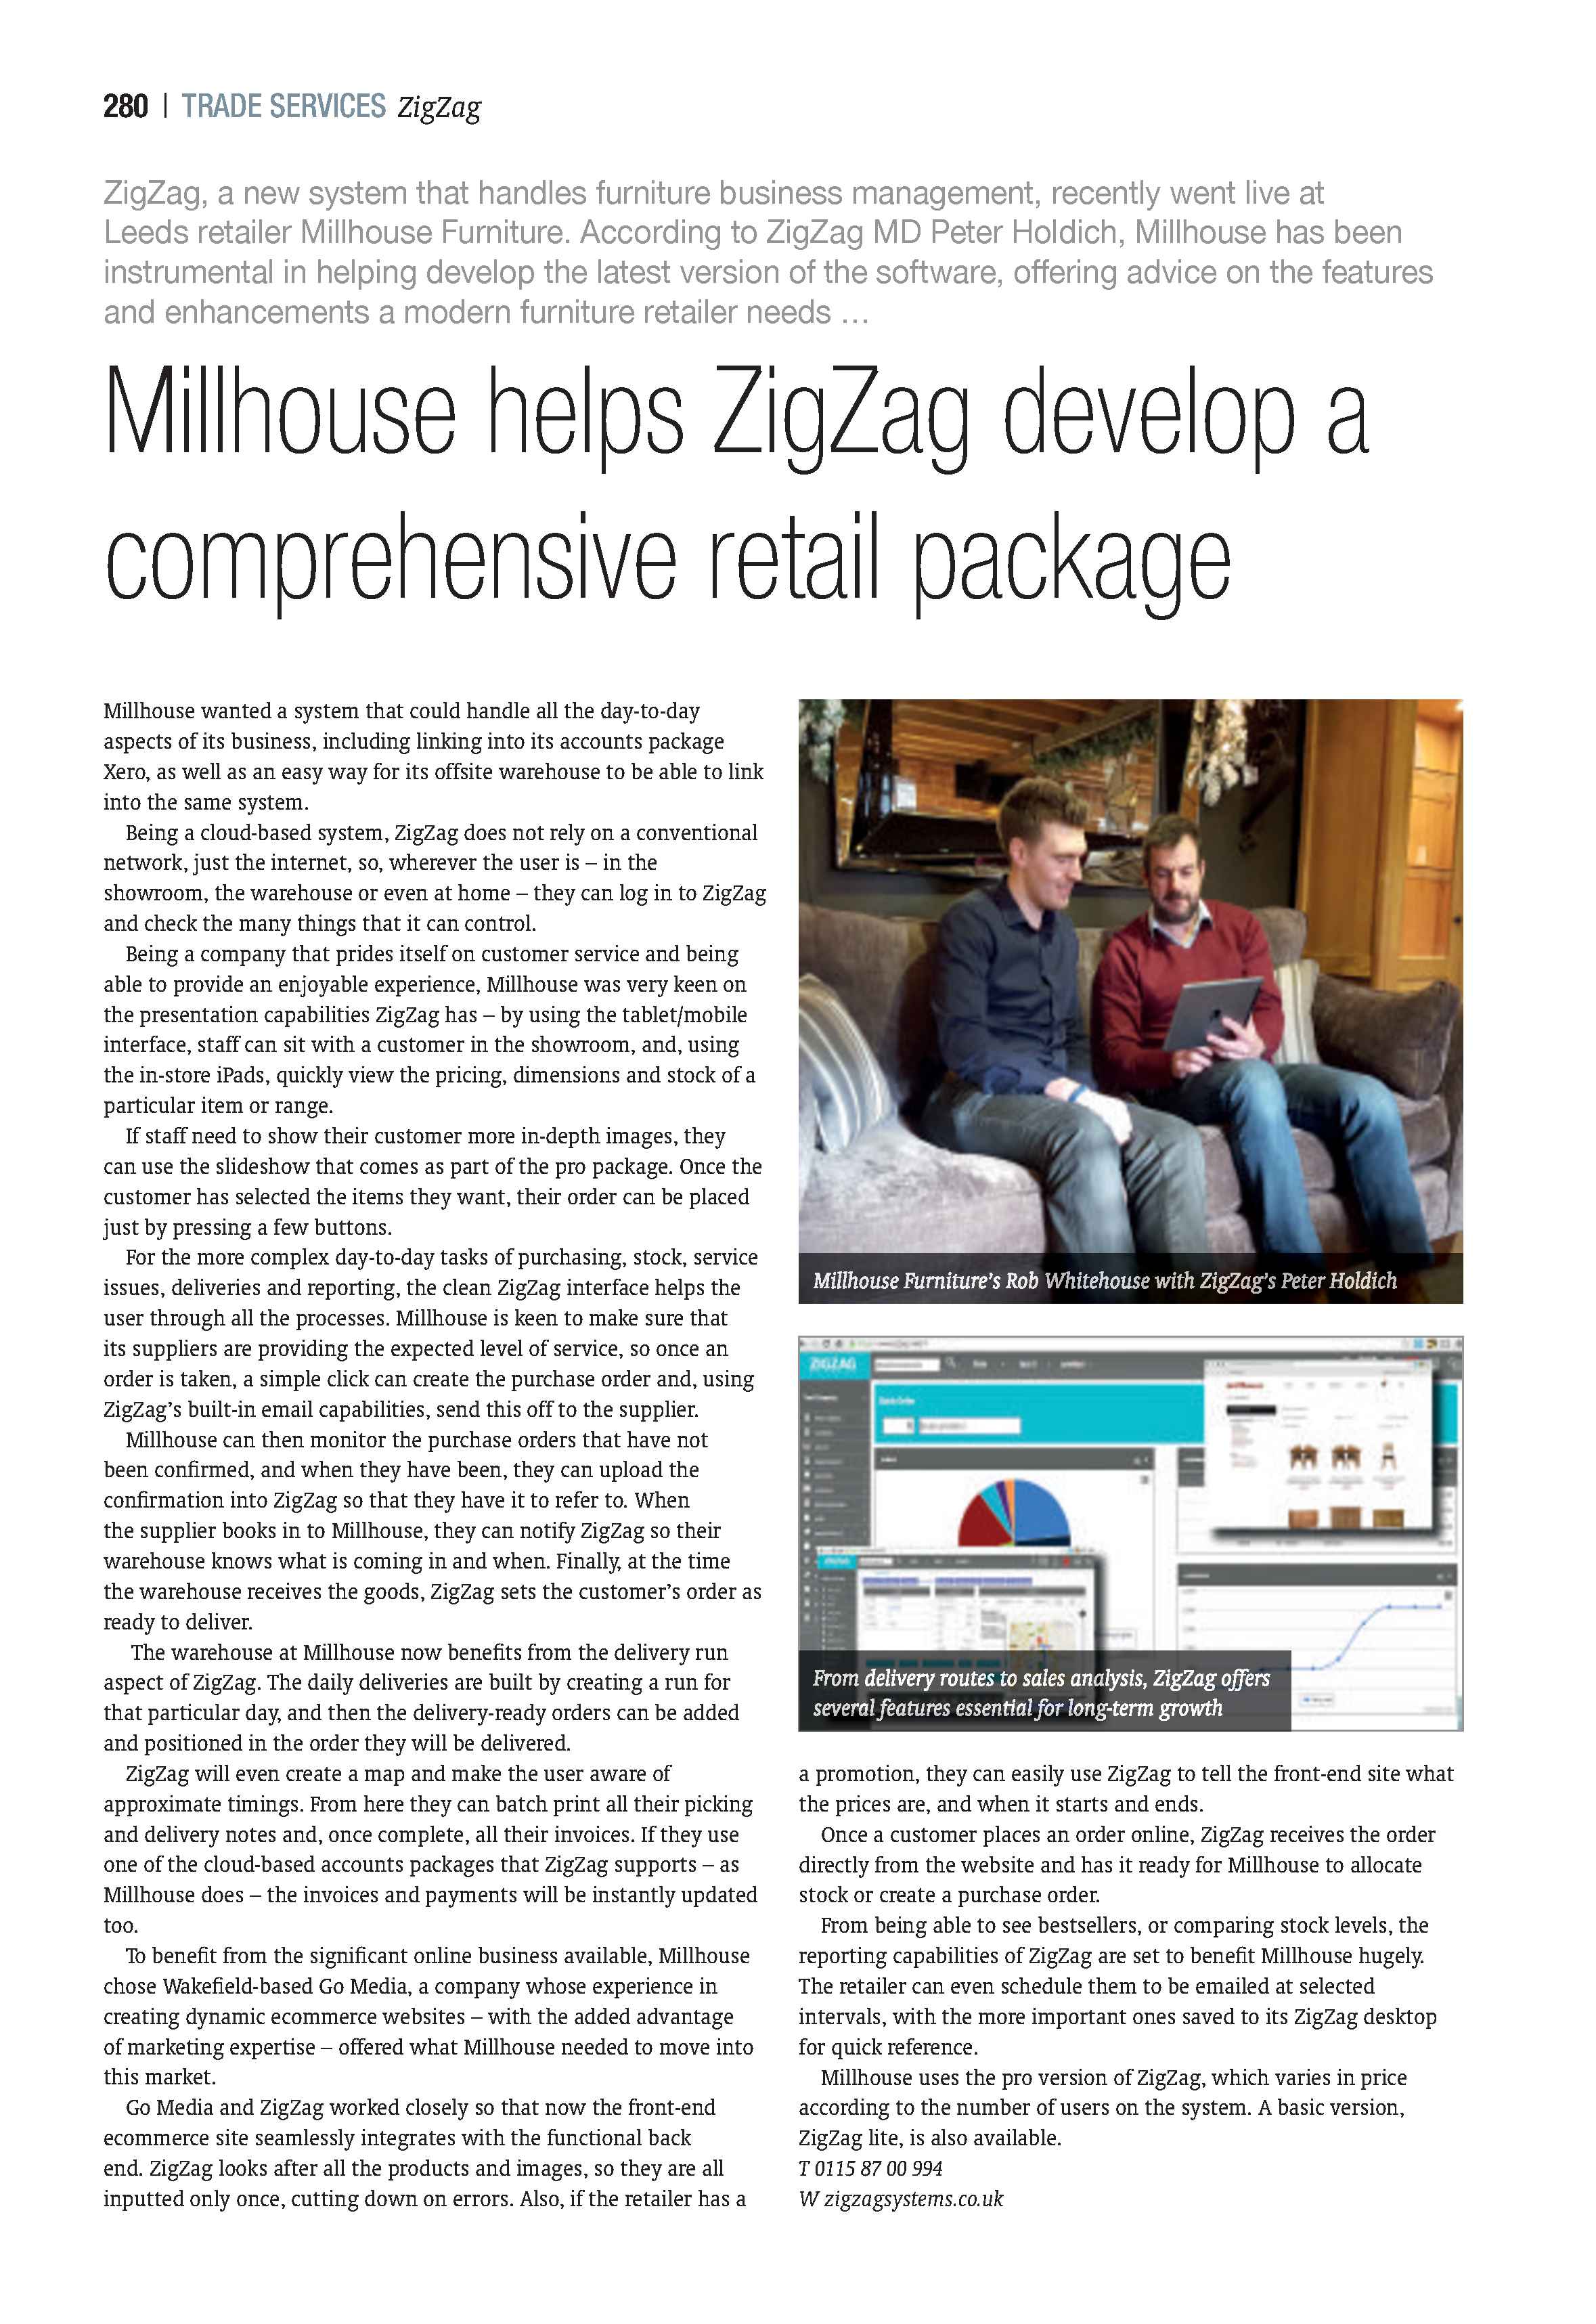 280 | TRADE SERVICES ZigZag
ZigZag, a new system that handles furniture business management, recently went live at
Leeds retailer Millhouse Furniture. According to ZigZag MD Peter Holdich, Millhouse has been
instrumental in helping develop the latest version of the software, offering advice on the features
and enhancements a modern furniture retailer needs …
Millhouse helps ZigZag develop a
comprehensive retail package
Millhouse wanted a system that could handle all the day-to-day
aspects of its business, including linking into its accounts package
Xero, as well as an easy way for its offsite warehouse to be able to link
into the same system.
Being a cloud-based system, ZigZag does not rely on a conventional
network, just the internet, so, wherever the user is – in the
showroom, the warehouse or even at home – they can log in to ZigZag
and check the many things that it can control.
Being a company that prides itself on customer service and being
able to provide an enjoyable experience, Millhouse was very keen on
the presentation capabilities ZigZag has – by using the tablet/mobile
interface, staff can sit with a customer in the showroom, and, using
the in-store iPads, quickly view the pricing, dimensions and stock of a
particular item or range.
If staff need to show their customer more in-depth images, they
can use the slideshow that comes as part of the pro package. Once the
customer has selected the items they want, their order can be placed
just by pressing a few buttons.
For the more complex day-to-day tasks of purchasing, stock, service
issues, deliveries and reporting, the clean ZigZag interface helps the
user through all the processes. Millhouse is keen to make sure that
its suppliers are providing the expected level of service, so once an
order is taken, a simple click can create the purchase order and, using
ZigZag's built-in email capabilities, send this off to the supplier.
Millhouse can then monitor the purchase orders that have not
been confirmed, and when they have been, they can upload the
confirmation into ZigZag so that they have it to refer to. When
the supplier books in to Millhouse, they can notify ZigZag so their
warehouse knows what is coming in and when. Finally, at the time
the warehouse receives the goods, ZigZag sets the customer's order as
ready to deliver.
The warehouse at Millhouse now benefits from the delivery run
aspect of ZigZag. The daily deliveries are built by creating a run for
that particular day, and then the delivery-ready orders can be added
and positioned in the order they will be delivered.
ZigZag will even create a map and make the user aware of
approximate timings. From here they can batch print all their picking
and delivery notes and, once complete, all their invoices. If they use
one of the cloud-based accounts packages that ZigZag supports – as
Millhouse does – the invoices and payments will be instantly updated
too.
To benefit from the significant online business available, Millhouse
chose Wakefield-based Go Media, a company whose experience in
creating dynamic ecommerce websites – with the added advantage
of marketing expertise – offered what Millhouse needed to move into
this market.
Go Media and ZigZag worked closely so that now the front-end
ecommerce site seamlessly integrates with the functional back
end. ZigZag looks after all the products and images, so they are all
inputted only once, cutting down on errors. Also, if the retailer has a
Millhouse Furniture's Rob Whitehouse with ZigZag's Peter Holdich
ZIGZAG
From delivery routes to sales analysis, ZigZag offers
several features essential for long-term growth
a promotion, they can easily use ZigZag to tell the front-end site what
the prices are, and when it starts and ends.
Once a customer places an order online, ZigZag receives the order
directly from the website and has it ready for Millhouse to allocate
stock or create a purchase order.
From being able to see bestsellers, or comparing stock levels, the
reporting capabilities of ZigZag are set to benefit Millhouse hugely.
The retailer can even schedule them to be emailed at selected
intervals, with the more important ones saved to its ZigZag desktop
for quick reference.
Millhouse uses the pro version of ZigZag, which varies in price
according to the number of users on the system. A basic version,
ZigZag lite, is also available.
T 0115 87 00 994
W zigzagsystems.co.uk